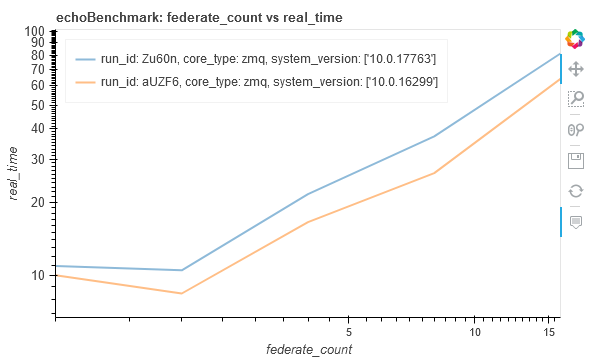 echoBenchmark: federate_count vs real_time
100
90
80
70
60
50
40
30
20
10
real_time
run_id: Zu60n, core_type: zmq, system_version: ['10.0.17763']
run_id: aUZF6, core_type: zmq, system_version: ['10.0.16299']
5
10
15
federate_count